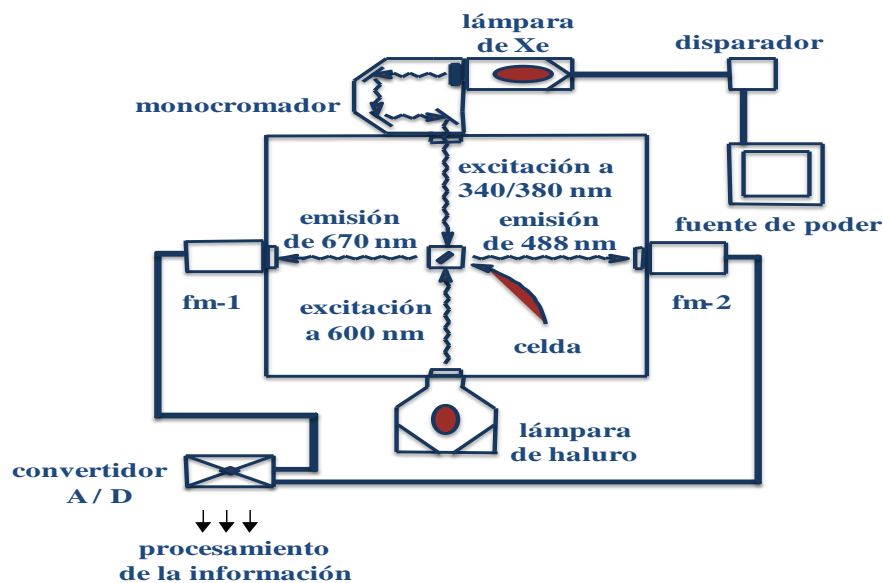 lámpara
de Xe
disparador
monocromador
excitación a
340/380 nm
emisión
de 670 nm
emisión
de 488 nm
fuente de poder
fm-1
fm-2
excitación
a 600 nm
celda
lámpara
de haluro
convertidor
A / D
procesamiento
de la información